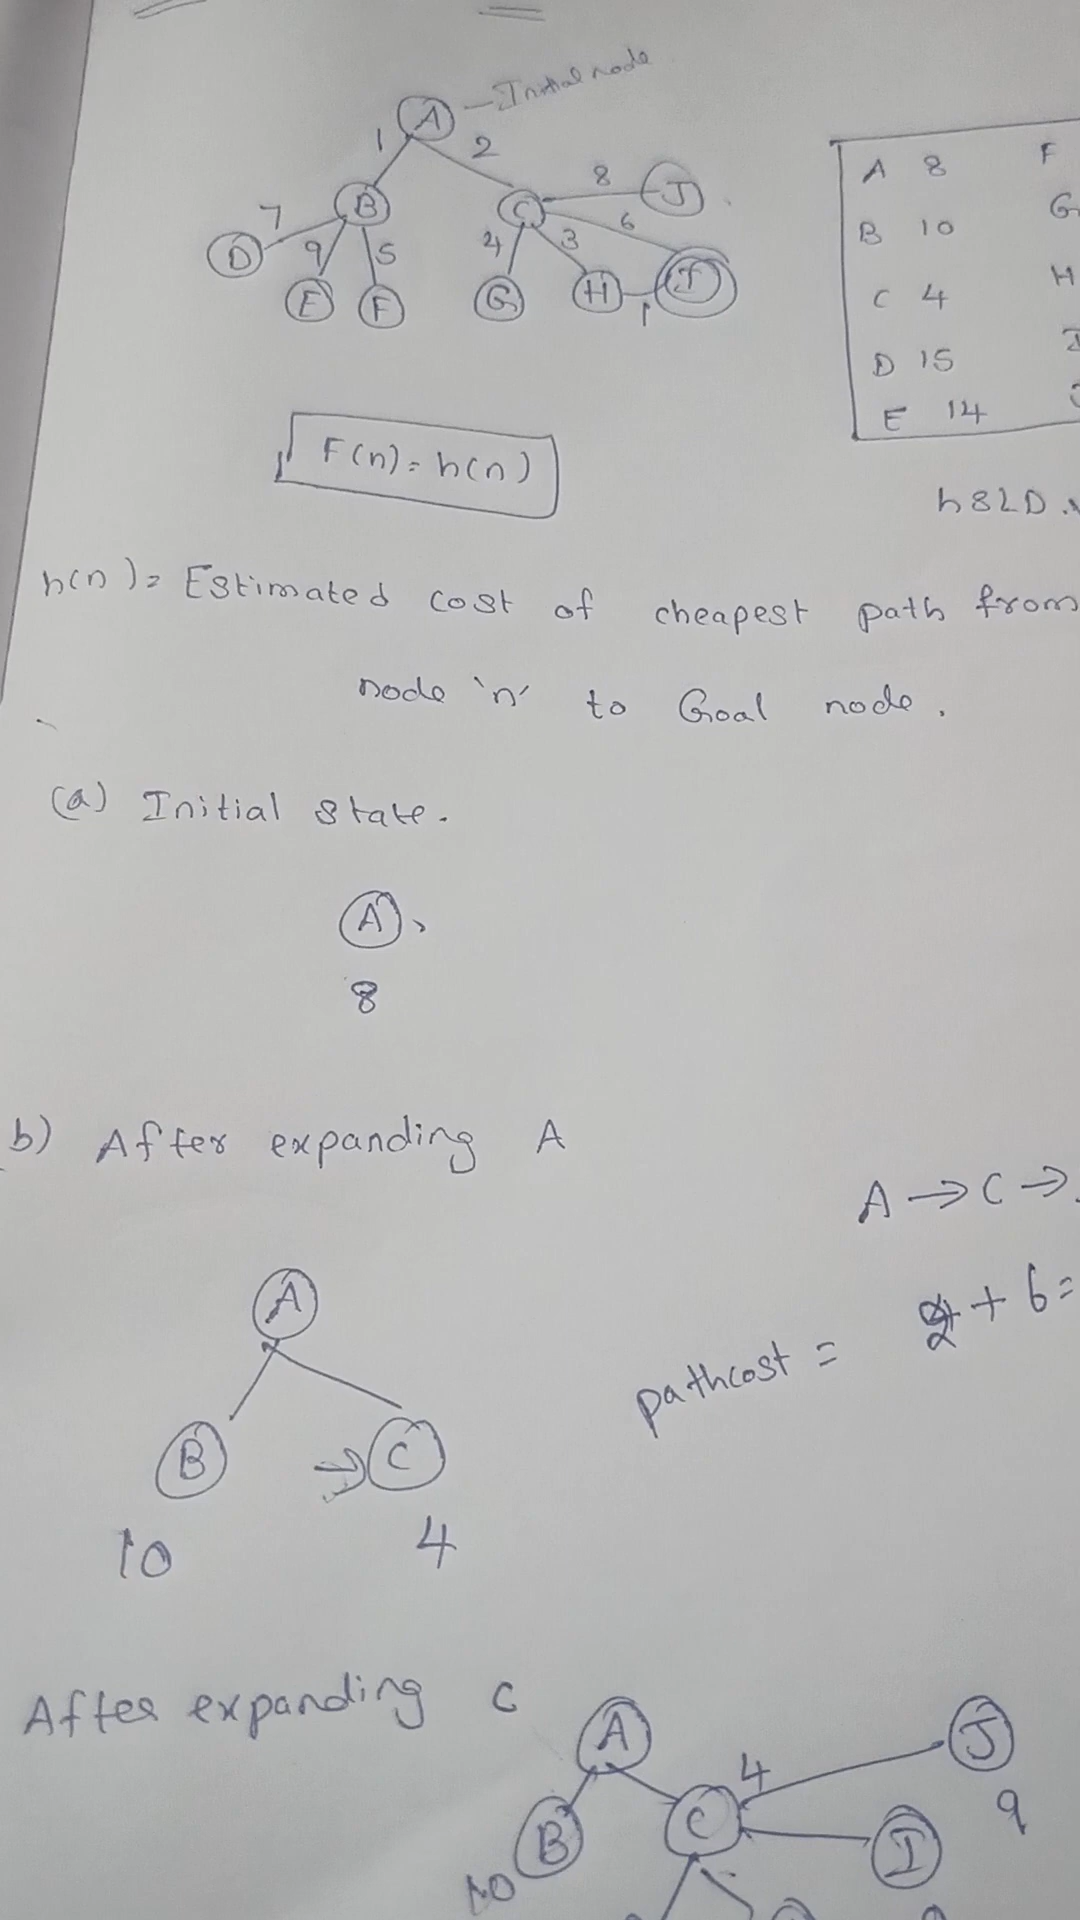 A - Initial node
1 2
8 J
B C
7 6
D 9 5 4 3 I
E F G H 1
A 8 F
B 10 G
C 4 H
D 15 I
E 14 J
F(n) = h(n)
hSLD
h(n) = Estimated cost of cheapest path from
node 'n' to Goal node.
(a) Initial state.
A
8
b) After expanding A
A → C →
pathcost = 2 + 6 =
A
B → C
10 4
After expanding C
A J
4 9
B C I
10